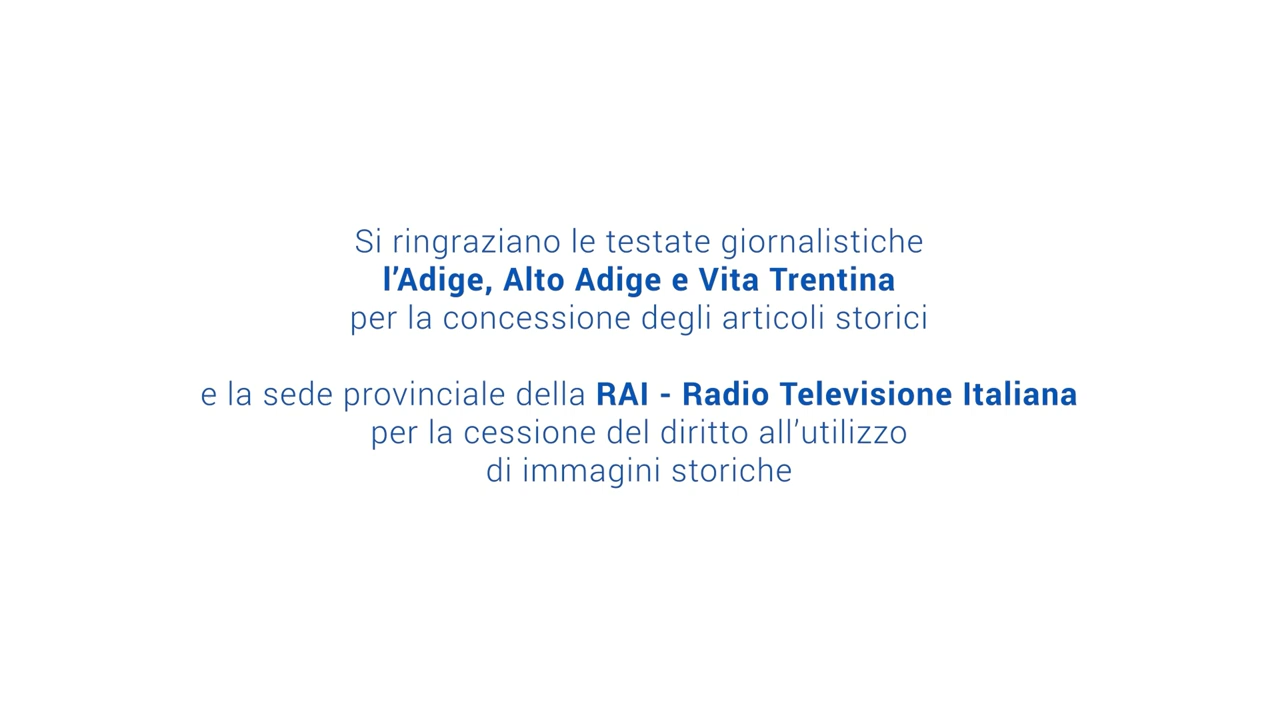 Si ringraziano le testate giornalistiche
l’Adige, Alto Adige e Vita Trentina
per la concessione degli articoli storici
e la sede provinciale della RAI - Radio Televisione Italiana
per la cessione del diritto all’utilizzo
di immagini storiche